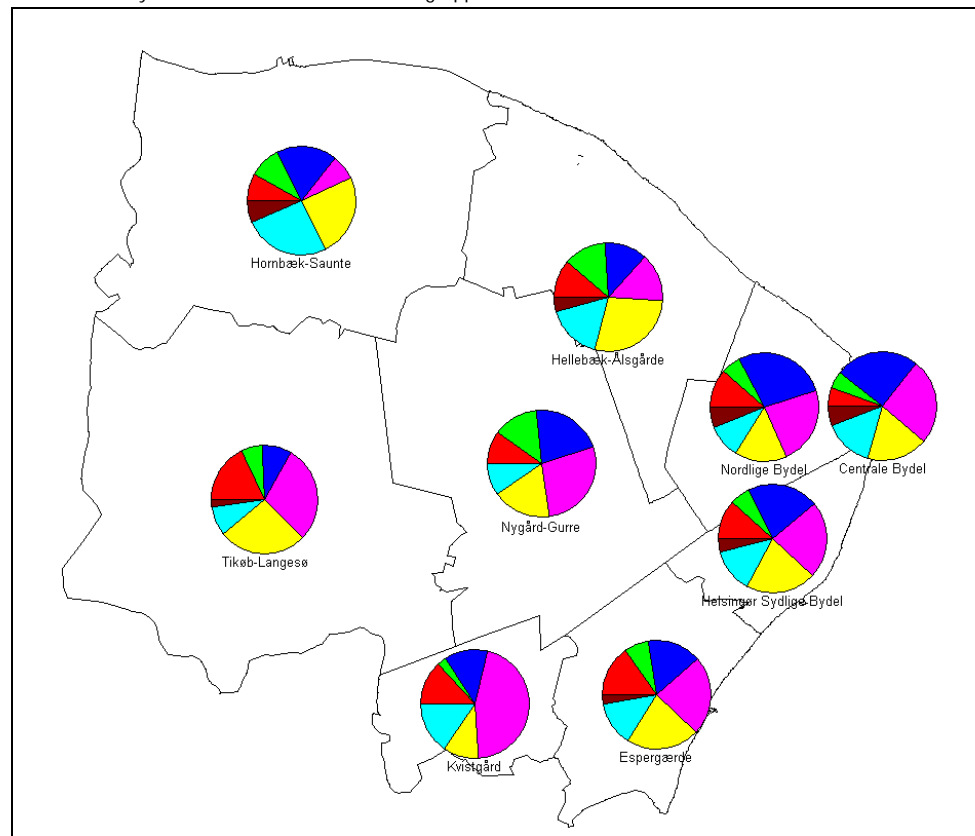 Hornbæk-Saunte
Hellebæk-Ålsgårde
Nordlige Bydel
Centrale Bydel
Nygård-Gurre
Tikøb-Langesø
Helsingør Sydlige Bydel
Espergærde
Kvistgård